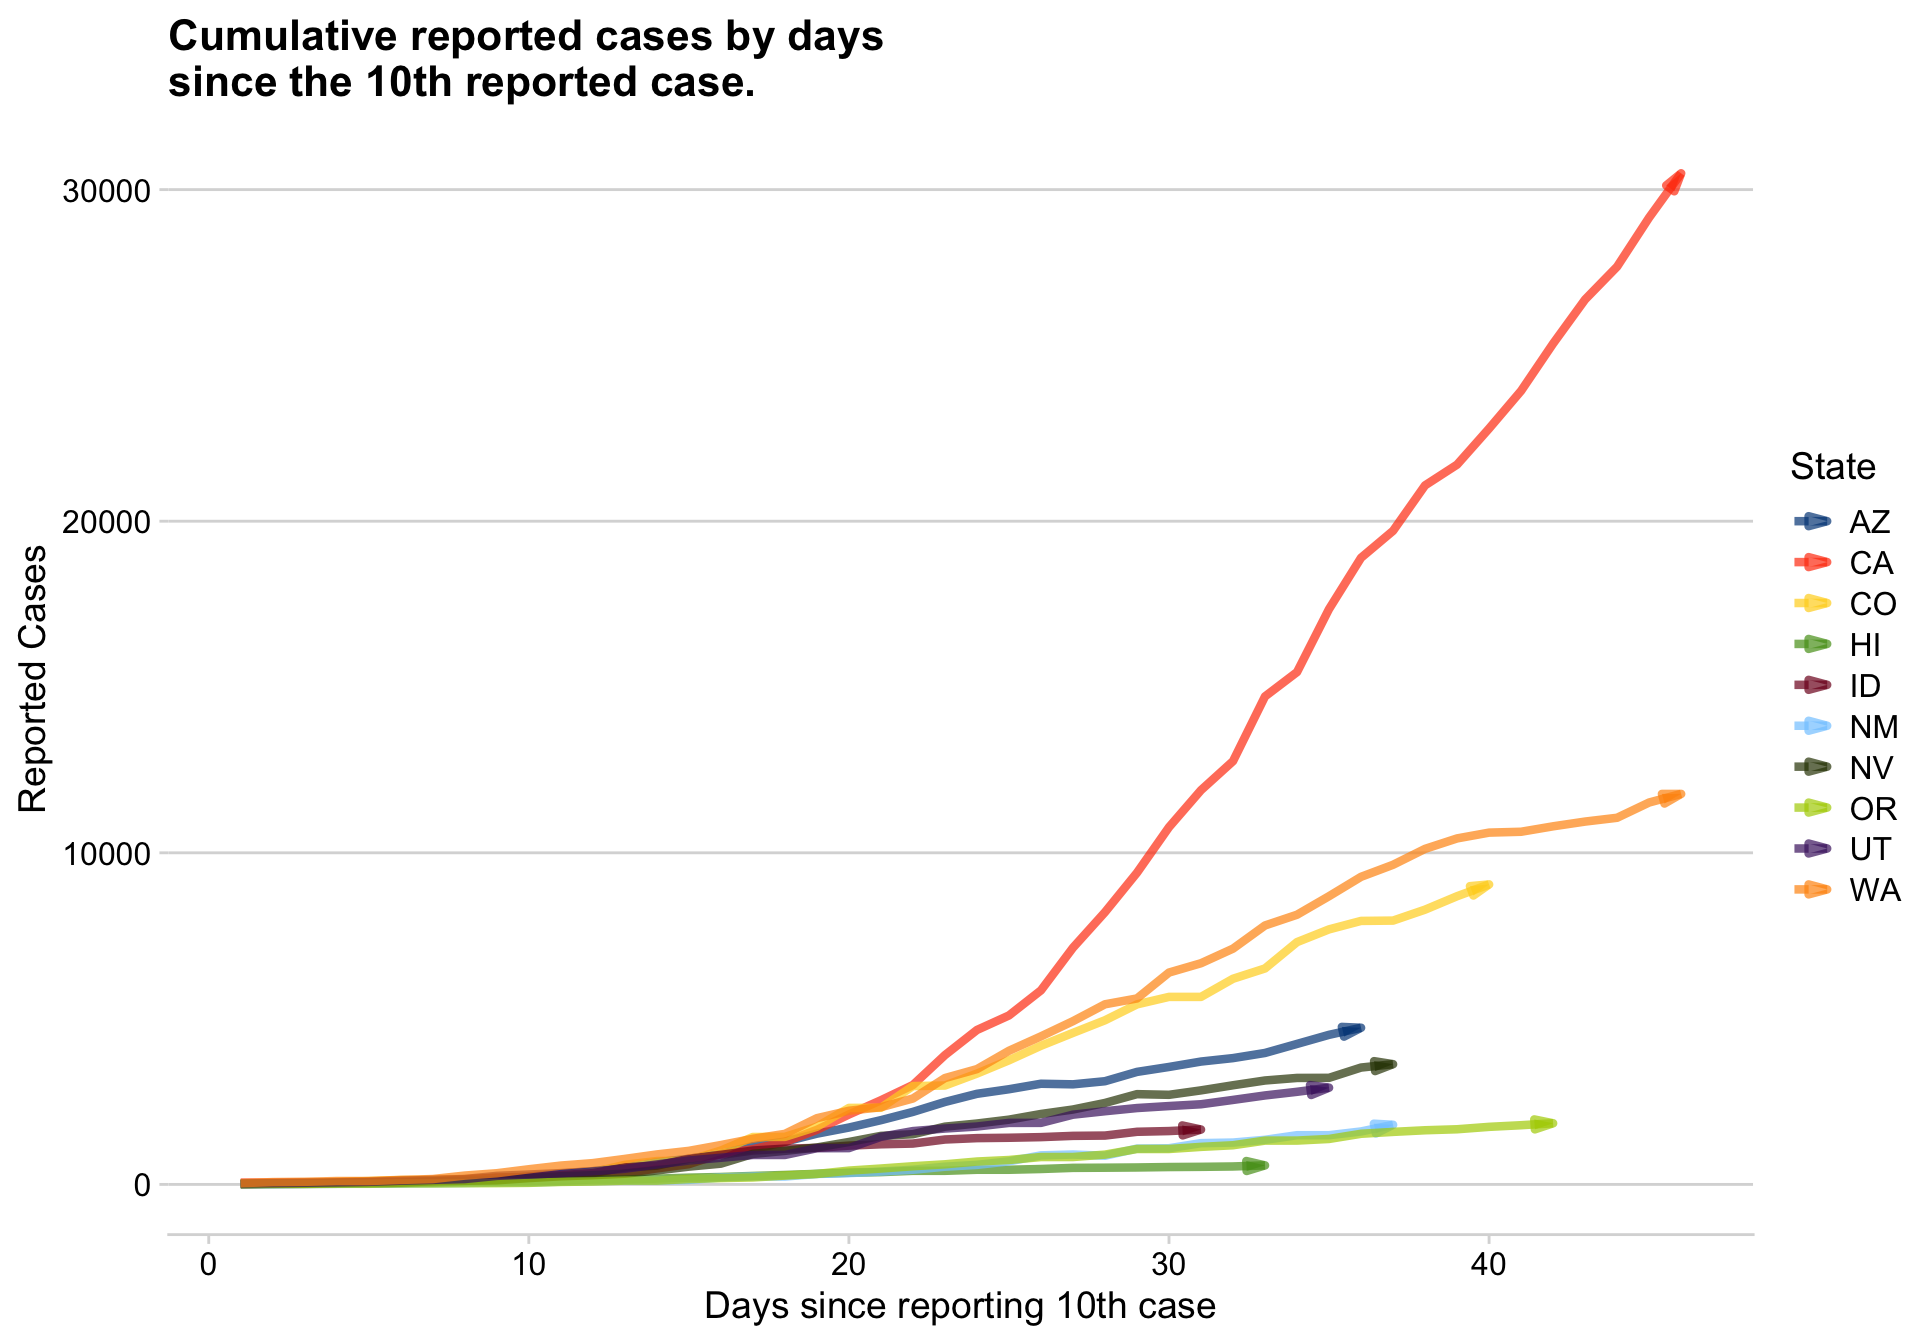 Cumulative reported cases by days
since the 10th reported case.
30000
20000
10000
0
Reported Cases
0 10 20 30 40
Days since reporting 10th case
State
AZ
CA
CO
HI
ID
NM
NV
OR
UT
WA